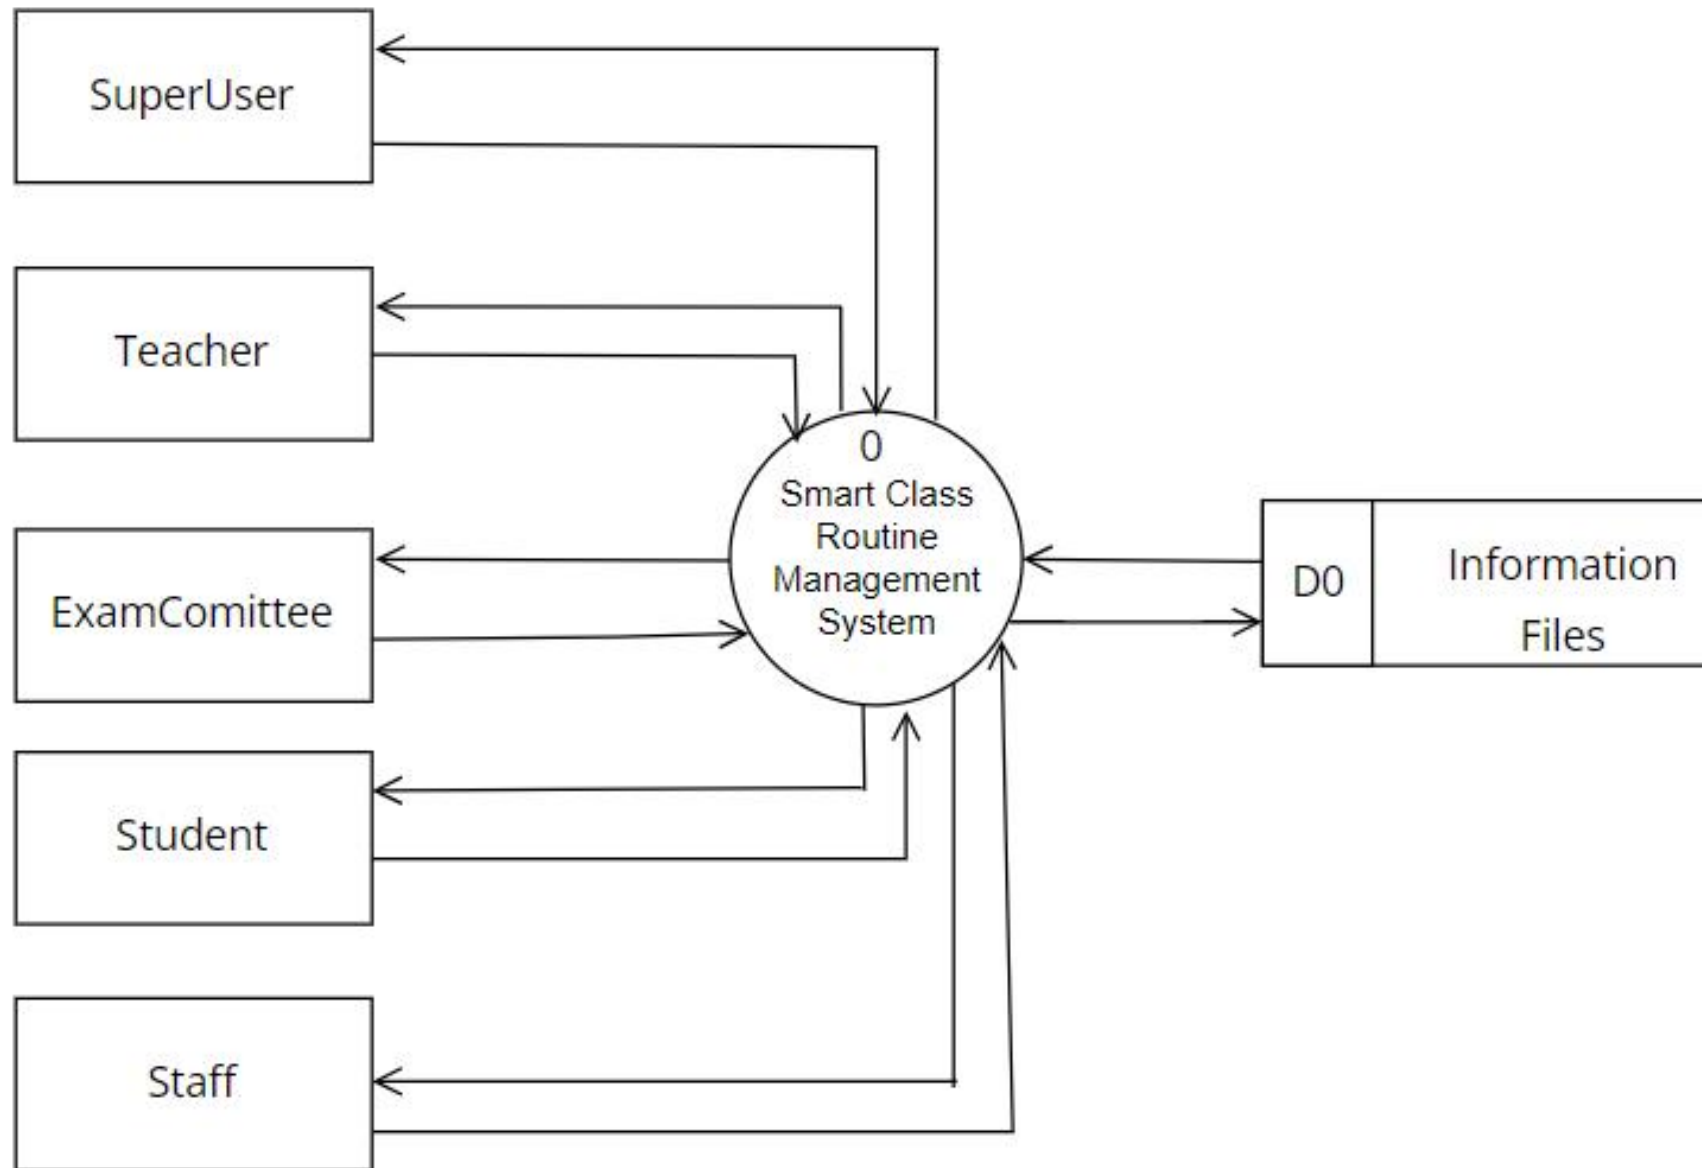 SuperUser
Teacher
ExamComittee
Student
Staff
0
Smart Class
Routine
Management
System
D0
Information
Files